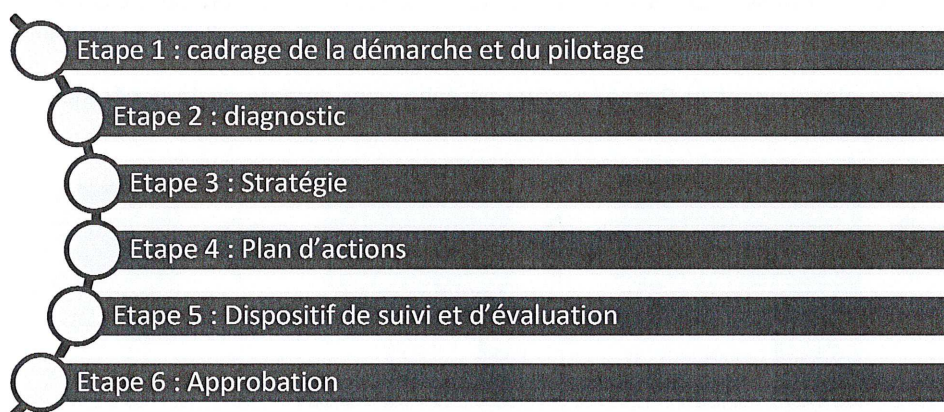 Etape 1 : cadrage de la démarche et du pilotage
Etape 2 : diagnostic
Etape 3 : Stratégie
Etape 4 : Plan d'actions
Etape 5 : Dispositif de suivi et d'évaluation
Etape 6 : Approbation